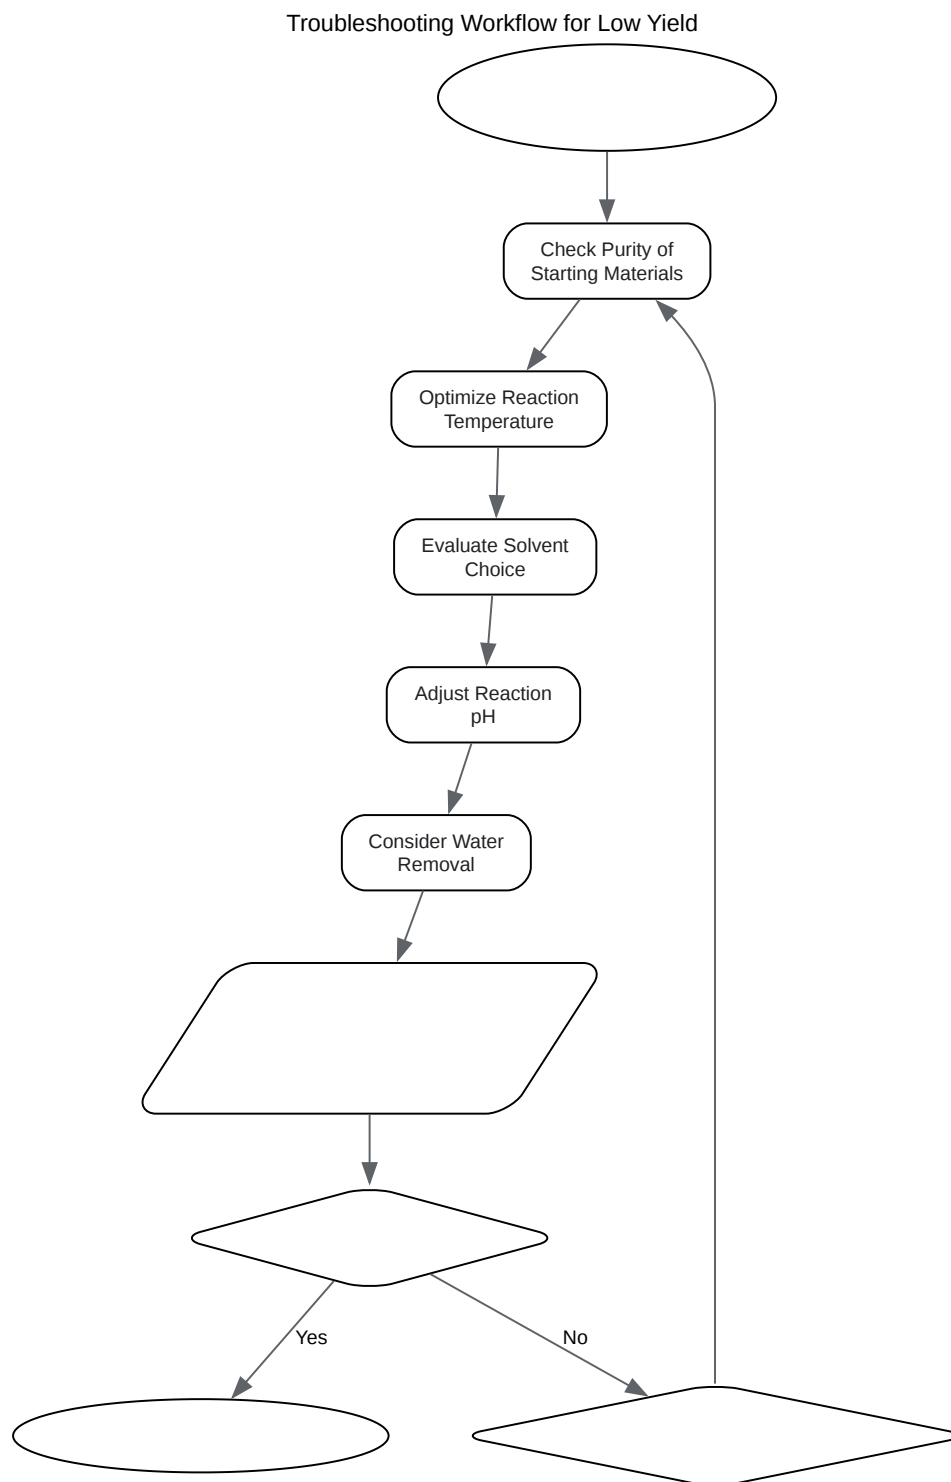 Troubleshooting Workflow for Low Yield
Check Purity of
Starting Materials
Optimize Reaction
Temperature
Evaluate Solvent
Choice
Adjust Reaction
pH
Consider Water
Removal
Yes
No